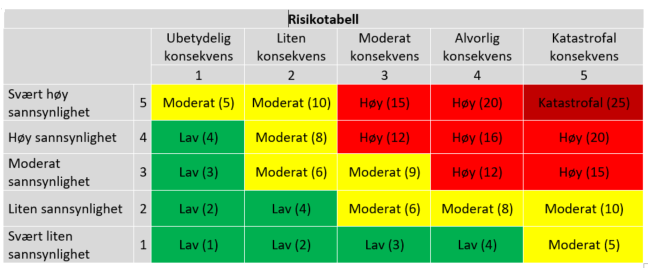 Risikotabell
Ubetydelig konsekvens Liten konsekvens Moderat konsekvens Alvorlig konsekvens Katastrofal konsekvens
1 2 3 4 5
Svært høy sannsynlighet 5 Moderat (5) Moderat (10) Høy (15) Høy (20) Katastrofal (25)
Høy sannsynlighet 4 Lav (4) Moderat (8) Høy (12) Høy (16) Høy (20)
Moderat sannsynlighet 3 Lav (3) Moderat (6) Moderat (9) Høy (12) Høy (15)
Liten sannsynlighet 2 Lav (2) Lav (4) Moderat (6) Moderat (8) Moderat (10)
Svært liten sannsynlighet 1 Lav (1) Lav (2) Lav (3) Lav (4) Moderat (5)